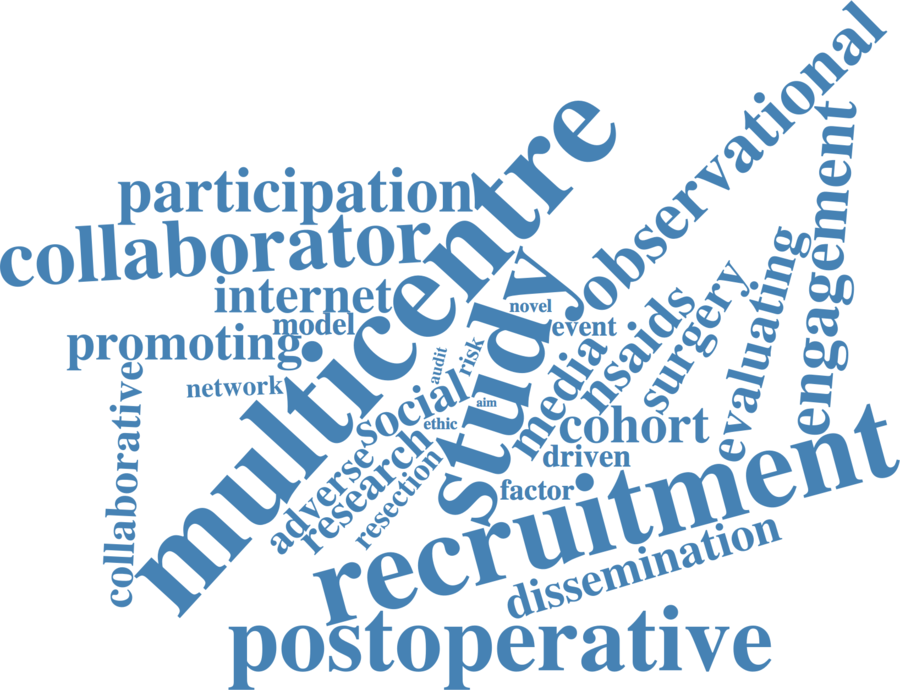 observational
multicentre
participation
engagement
collaborator
internet
study
novel
nsaids
surgery
evaluating
model
event
promoting
media
risk
audit
network
social
aim
collaborative
ethic
cohort
research
adverse
driven
resection
factor
recruitment
dissemination
postoperative